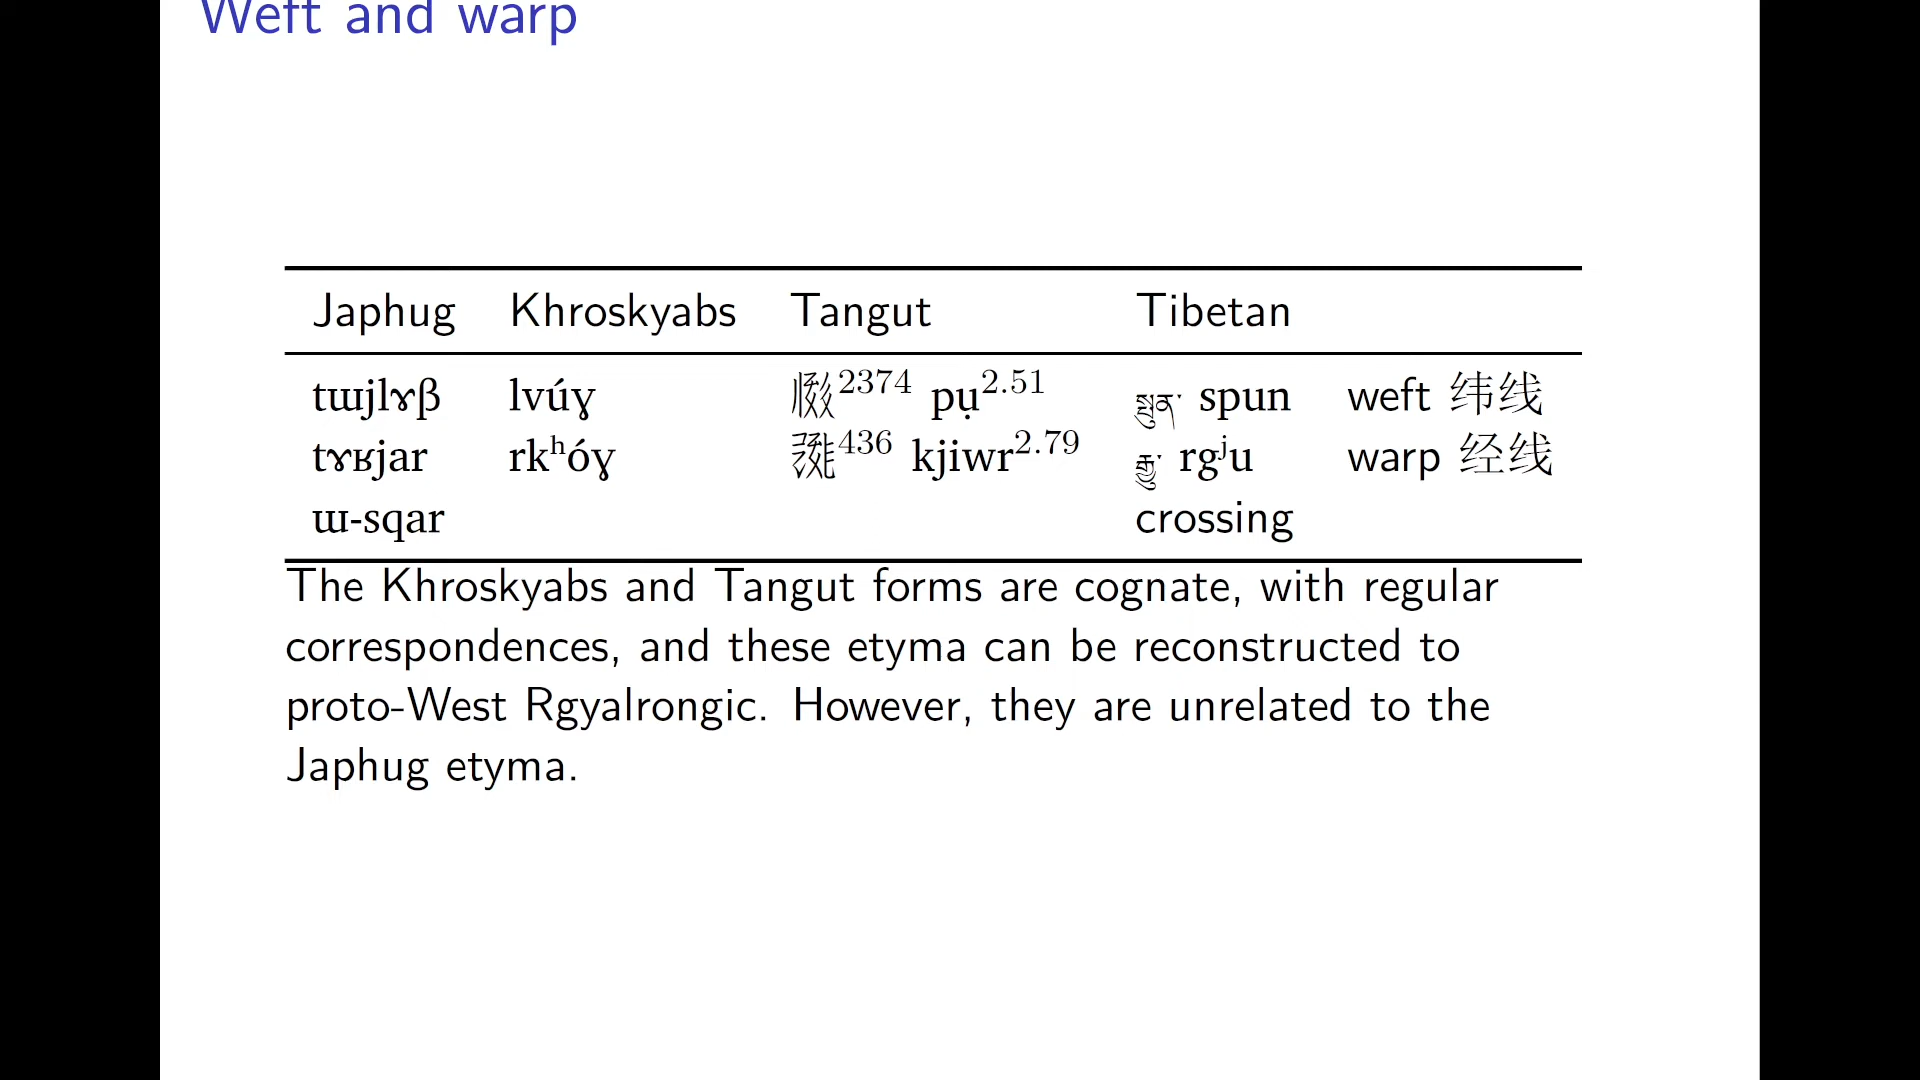 Weft and warp
Japhug Khroskyabs Tangut Tibetan
tɯjlɤβ lvúɣ 2374 pụ2.51 སྤུན་ spun weft 纬线
tɤʁjar rkʰóɣ 436 kjiwr2.79 རྒྱུ་ rgʲu warp 经线
ɯ-sqar crossing
The Khroskyabs and Tangut forms are cognate, with regular
correspondences, and these etyma can be reconstructed to
proto-West Rgyalrongic. However, they are unrelated to the
Japhug etyma.